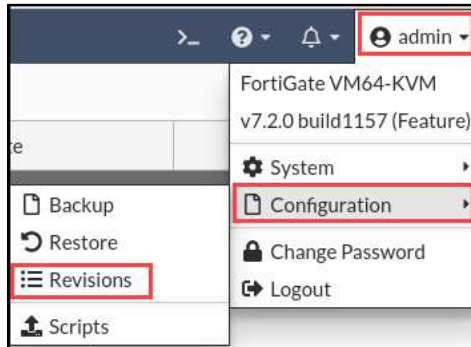 >_
admin
FortiGate VM64-KVM
v7.2.0 build1157 (Feature)
e
System
Configuration
Change Password
Logout
Backup
Restore
Revisions
Scripts